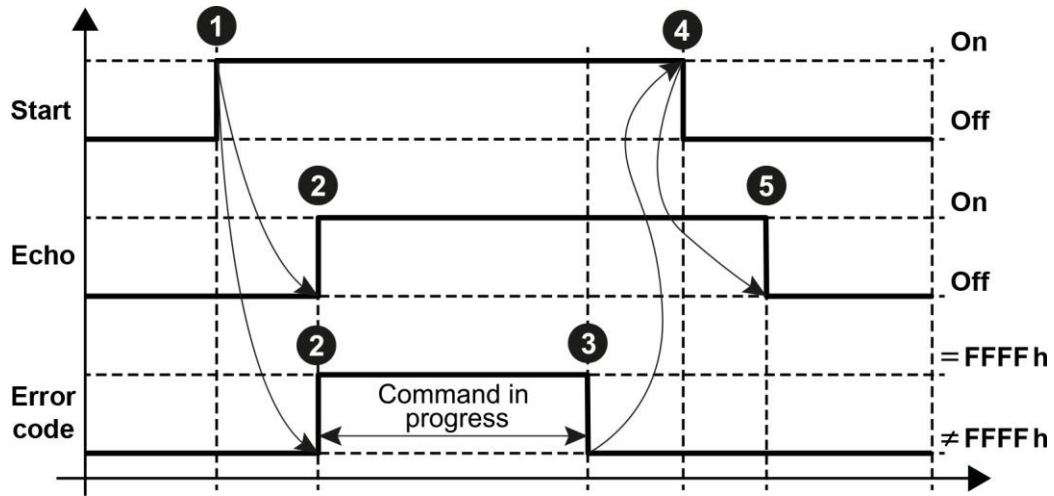 1
4
On
Start
Off
2
5
On
Echo
Off
2
3
= FFFF h
Command in
progress
Error
code
≠ FFFF h